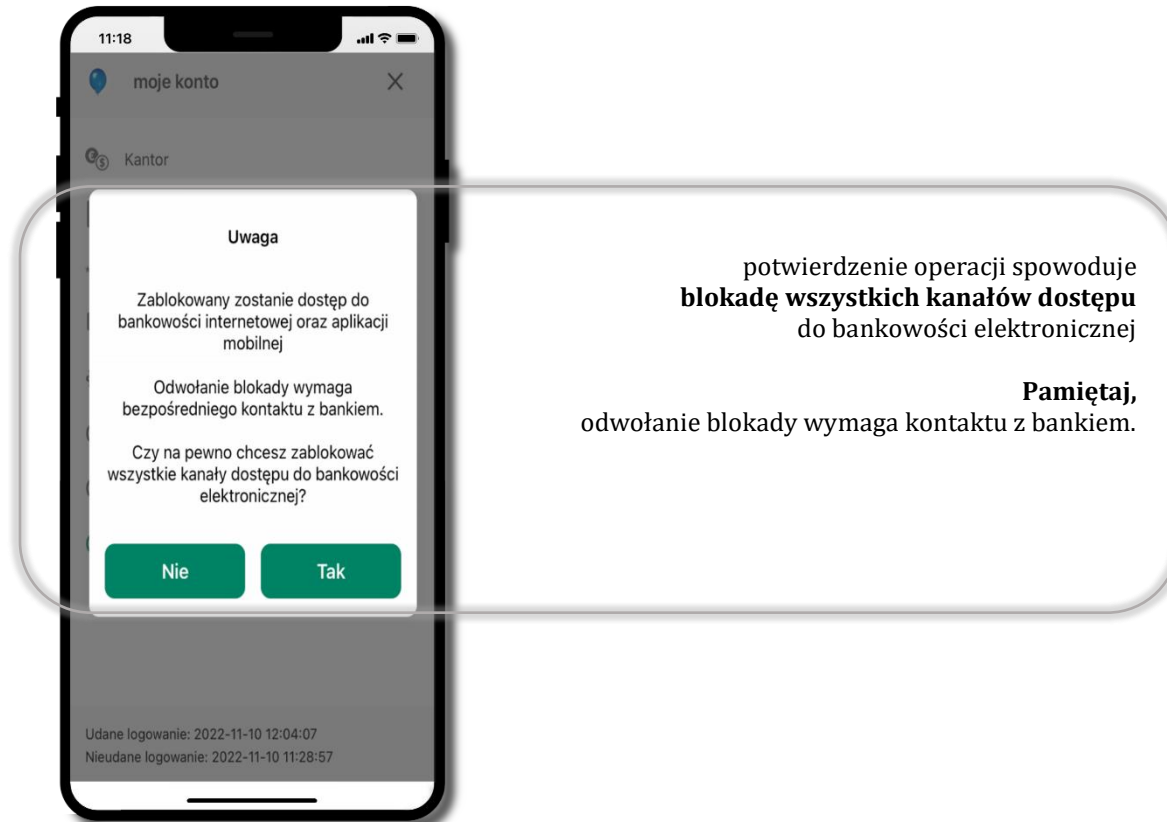 11:18
moje konto
Kantor
Uwaga
Zablokowany zostanie dostęp do
bankowości internetowej oraz aplikacji
mobilnej
Odwołanie blokady wymaga
bezpośredniego kontaktu z bankiem.
Czy na pewno chcesz zablokować
wszystkie kanały dostępu do bankowości
elektronicznej?
Nie
Tak
Udane logowanie: 2022-11-10 12:04:07
Nieudane logowanie: 2022-11-10 11:28:57
potwierdzenie operacji spowoduje
blokadę wszystkich kanałów dostępu
do bankowości elektronicznej
Pamiętaj,
odwołanie blokady wymaga kontaktu z bankiem.